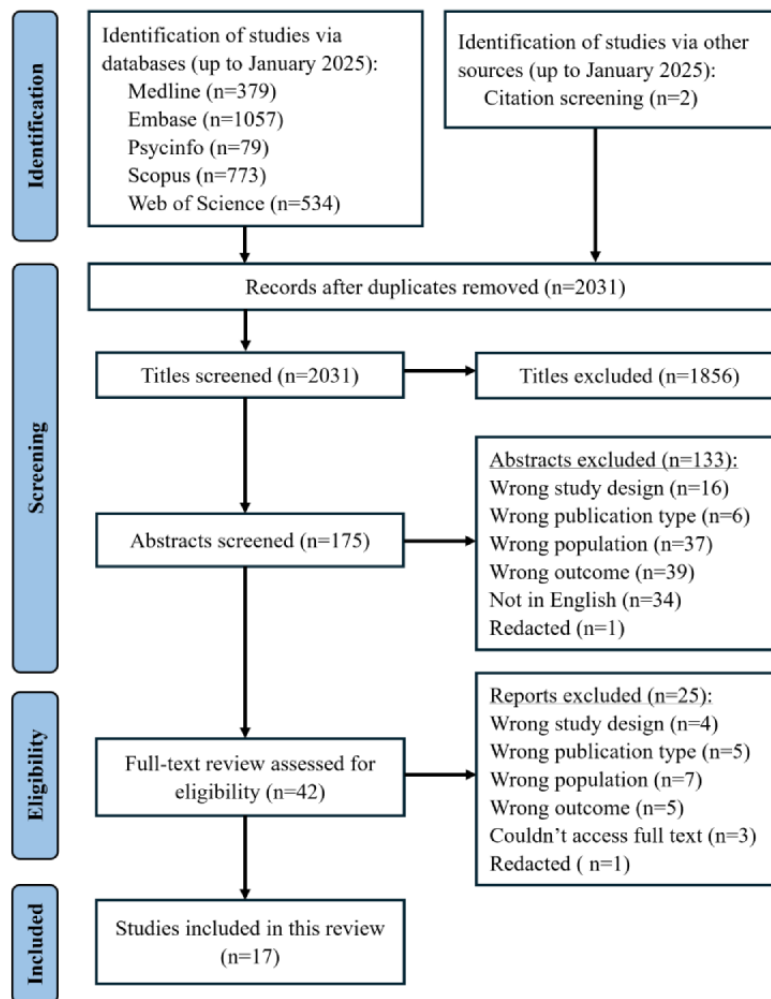 Identification
Identification of studies via
databases (up to January 2025):
Medline (n=379)
Embase (n=1057)
Psycinfo (n=79)
Scopus (n=773)
Web of Science (n=534)
Identification of studies via other
sources (up to January 2025):
Citation screening (n=2)
Screening
Records after duplicates removed (n=2031)
Titles screened (n=2031)
Titles excluded (n=1856)
Abstracts screened (n=175)
Abstracts excluded (n=133):
Wrong study design (n=16)
Wrong publication type (n=6)
Wrong population (n=37)
Wrong outcome (n=39)
Not in English (n=34)
Redacted (n=1)
Eligibility
Full-text review assessed for
eligibility (n=42)
Reports excluded (n=25):
Wrong study design (n=4)
Wrong publication type (n=5)
Wrong population (n=7)
Wrong outcome (n=5)
Couldn't access full text (n=3)
Redacted ( n=1)
Included
Studies included in this review
(n=17)